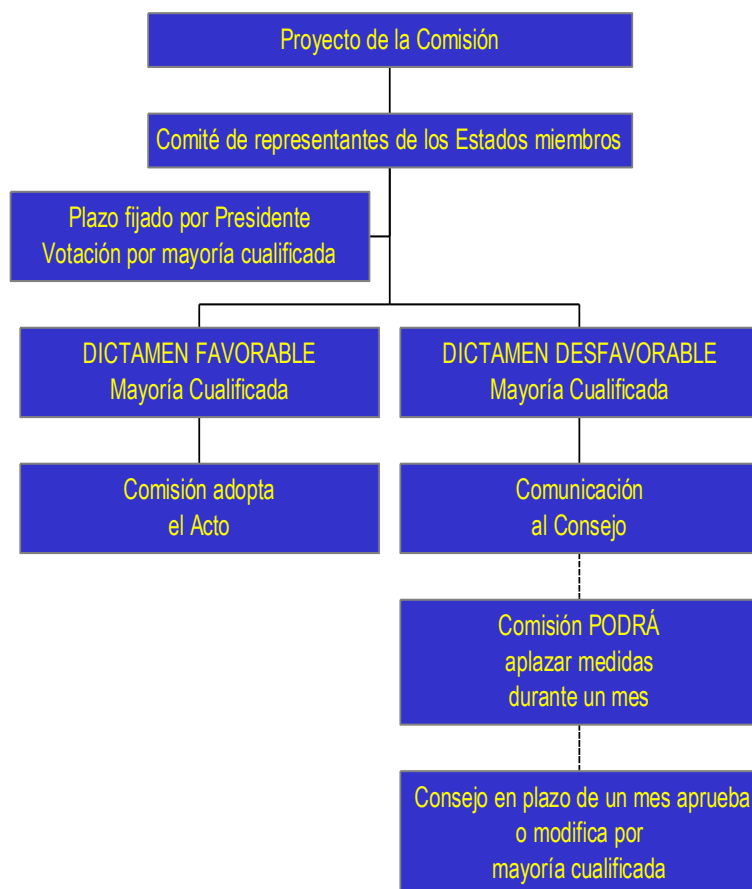 Proyecto de la Comisión
Comité de representantes de los Estados miembros
Plazo fijado por Presidente
Votación por mayoría cualificada
DICTAMEN FAVORABLE
Mayoría Cualificada
DICTAMEN DESFAVORABLE
Mayoría Cualificada
Comisión adopta
el Acto
Comunicación
al Consejo
Comisión PODRÁ
aplazar medidas
durante un mes
Consejo en plazo de un mes aprueba
o modifica por
mayoría cualificada